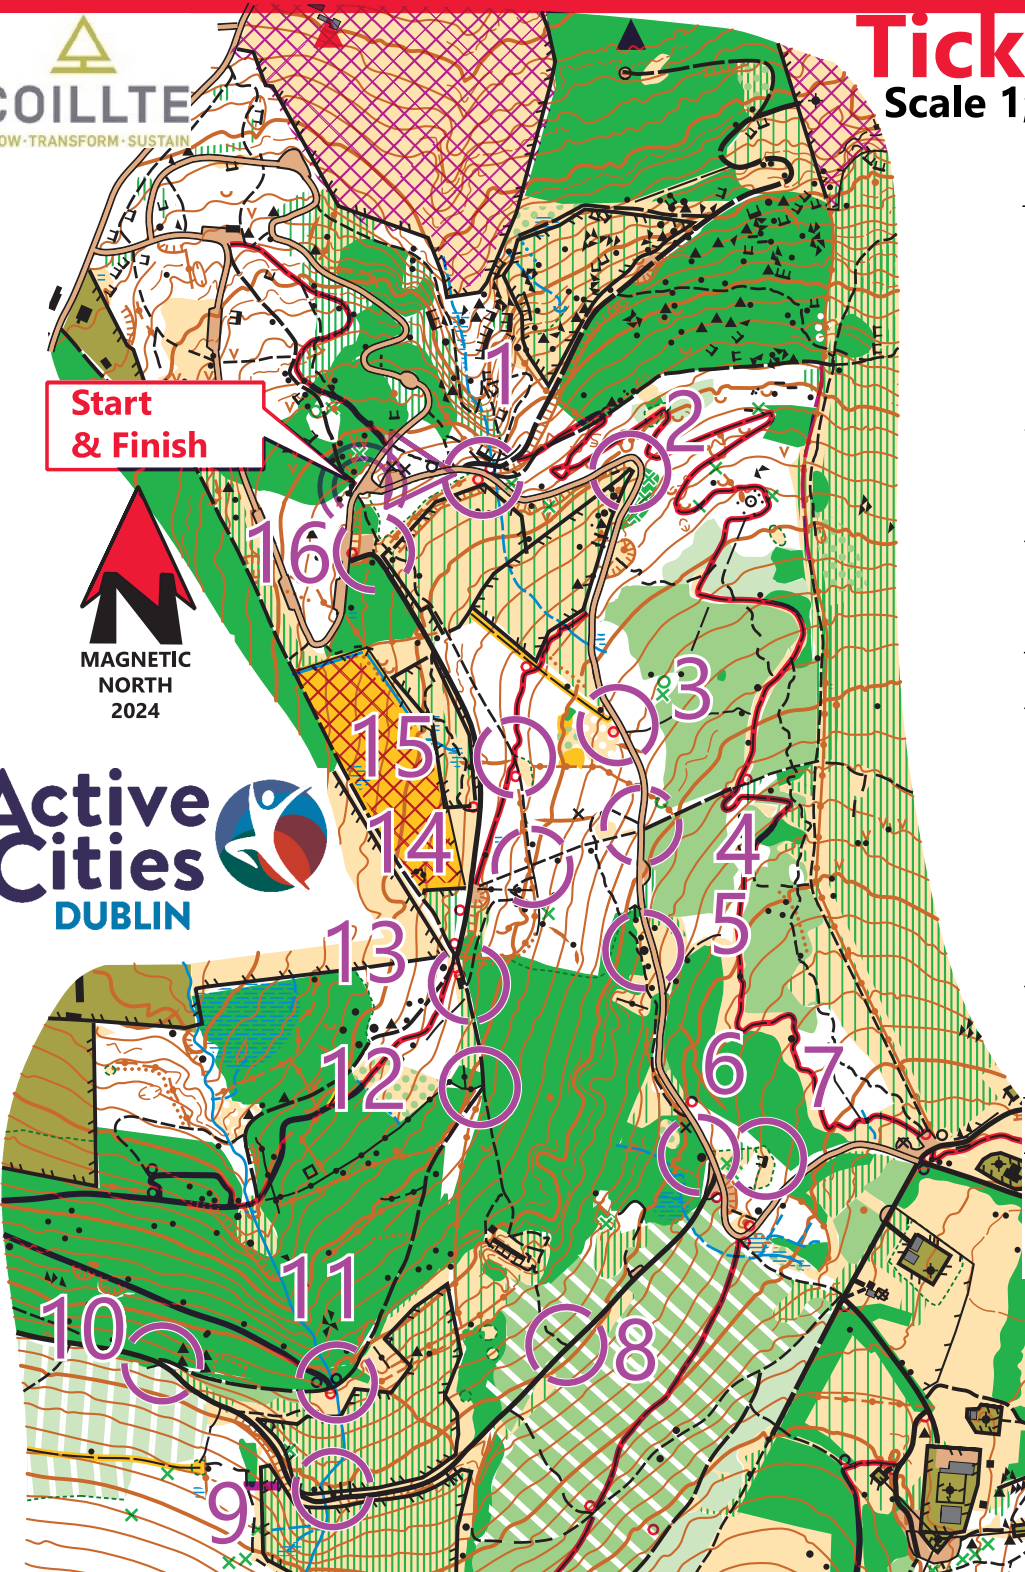 COILLTE
OW·TRANSFORM·SUSTAIN
Tick
Scale 1:
1
2
Start
& Finish
16
MAGNETIC
NORTH
2024
3
15
Active
Cities
DUBLIN
14
4
5
13
12
6
7
11
10
8
9